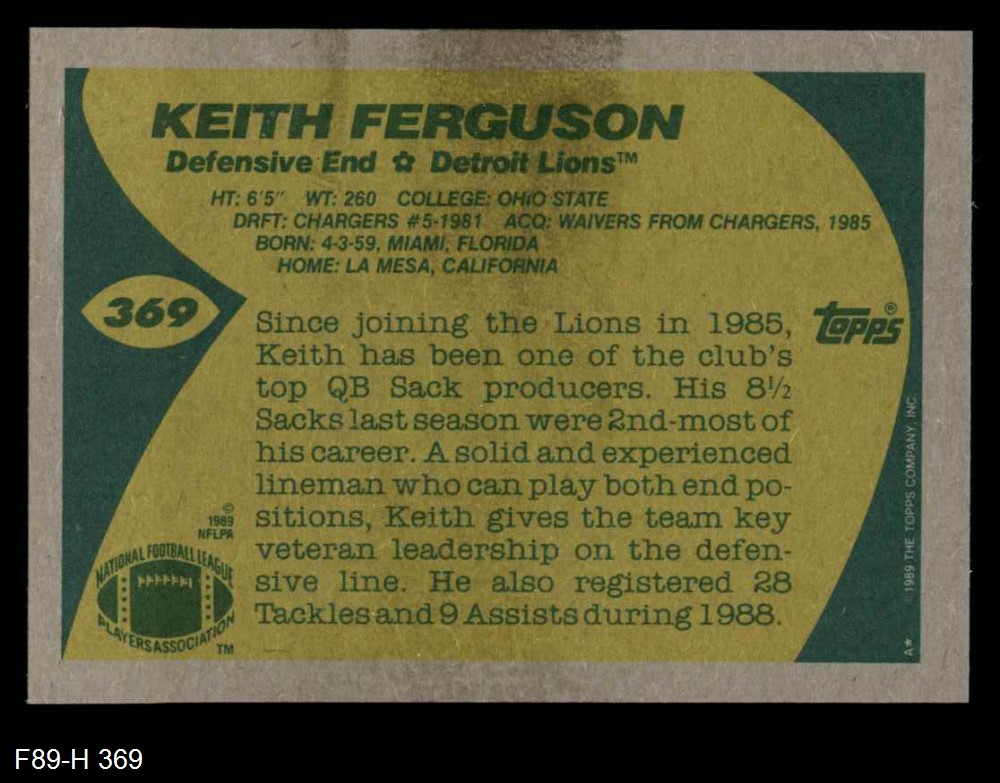 KEITH FERGUSON
Defensive End ✿ Detroit Lions™
HT: 6'5" WT: 260 COLLEGE: OHIO STATE
DRFT: CHARGERS #5-1981 ACQ: WAIVERS FROM CHARGERS, 1985
BORN: 4-3-59, MIAMI, FLORIDA
HOME: LA MESA, CALIFORNIA
369
topps®
Since joining the Lions in 1985,
Keith has been one of the club's
top QB Sack producers. His 8½
Sacks last season were 2nd-most of
his career. A solid and experienced
lineman who can play both end po-
sitions, Keith gives the team key
veteran leadership on the defen-
sive line. He also registered 28
Tackles and 9 Assists during 1988.
©
1989
NFLPA
NATIONAL FOOTBALL LEAGUE
PLAYERS ASSOCIATION
TM
A* 1989 THE TOPPS COMPANY, INC.
F89-H 369